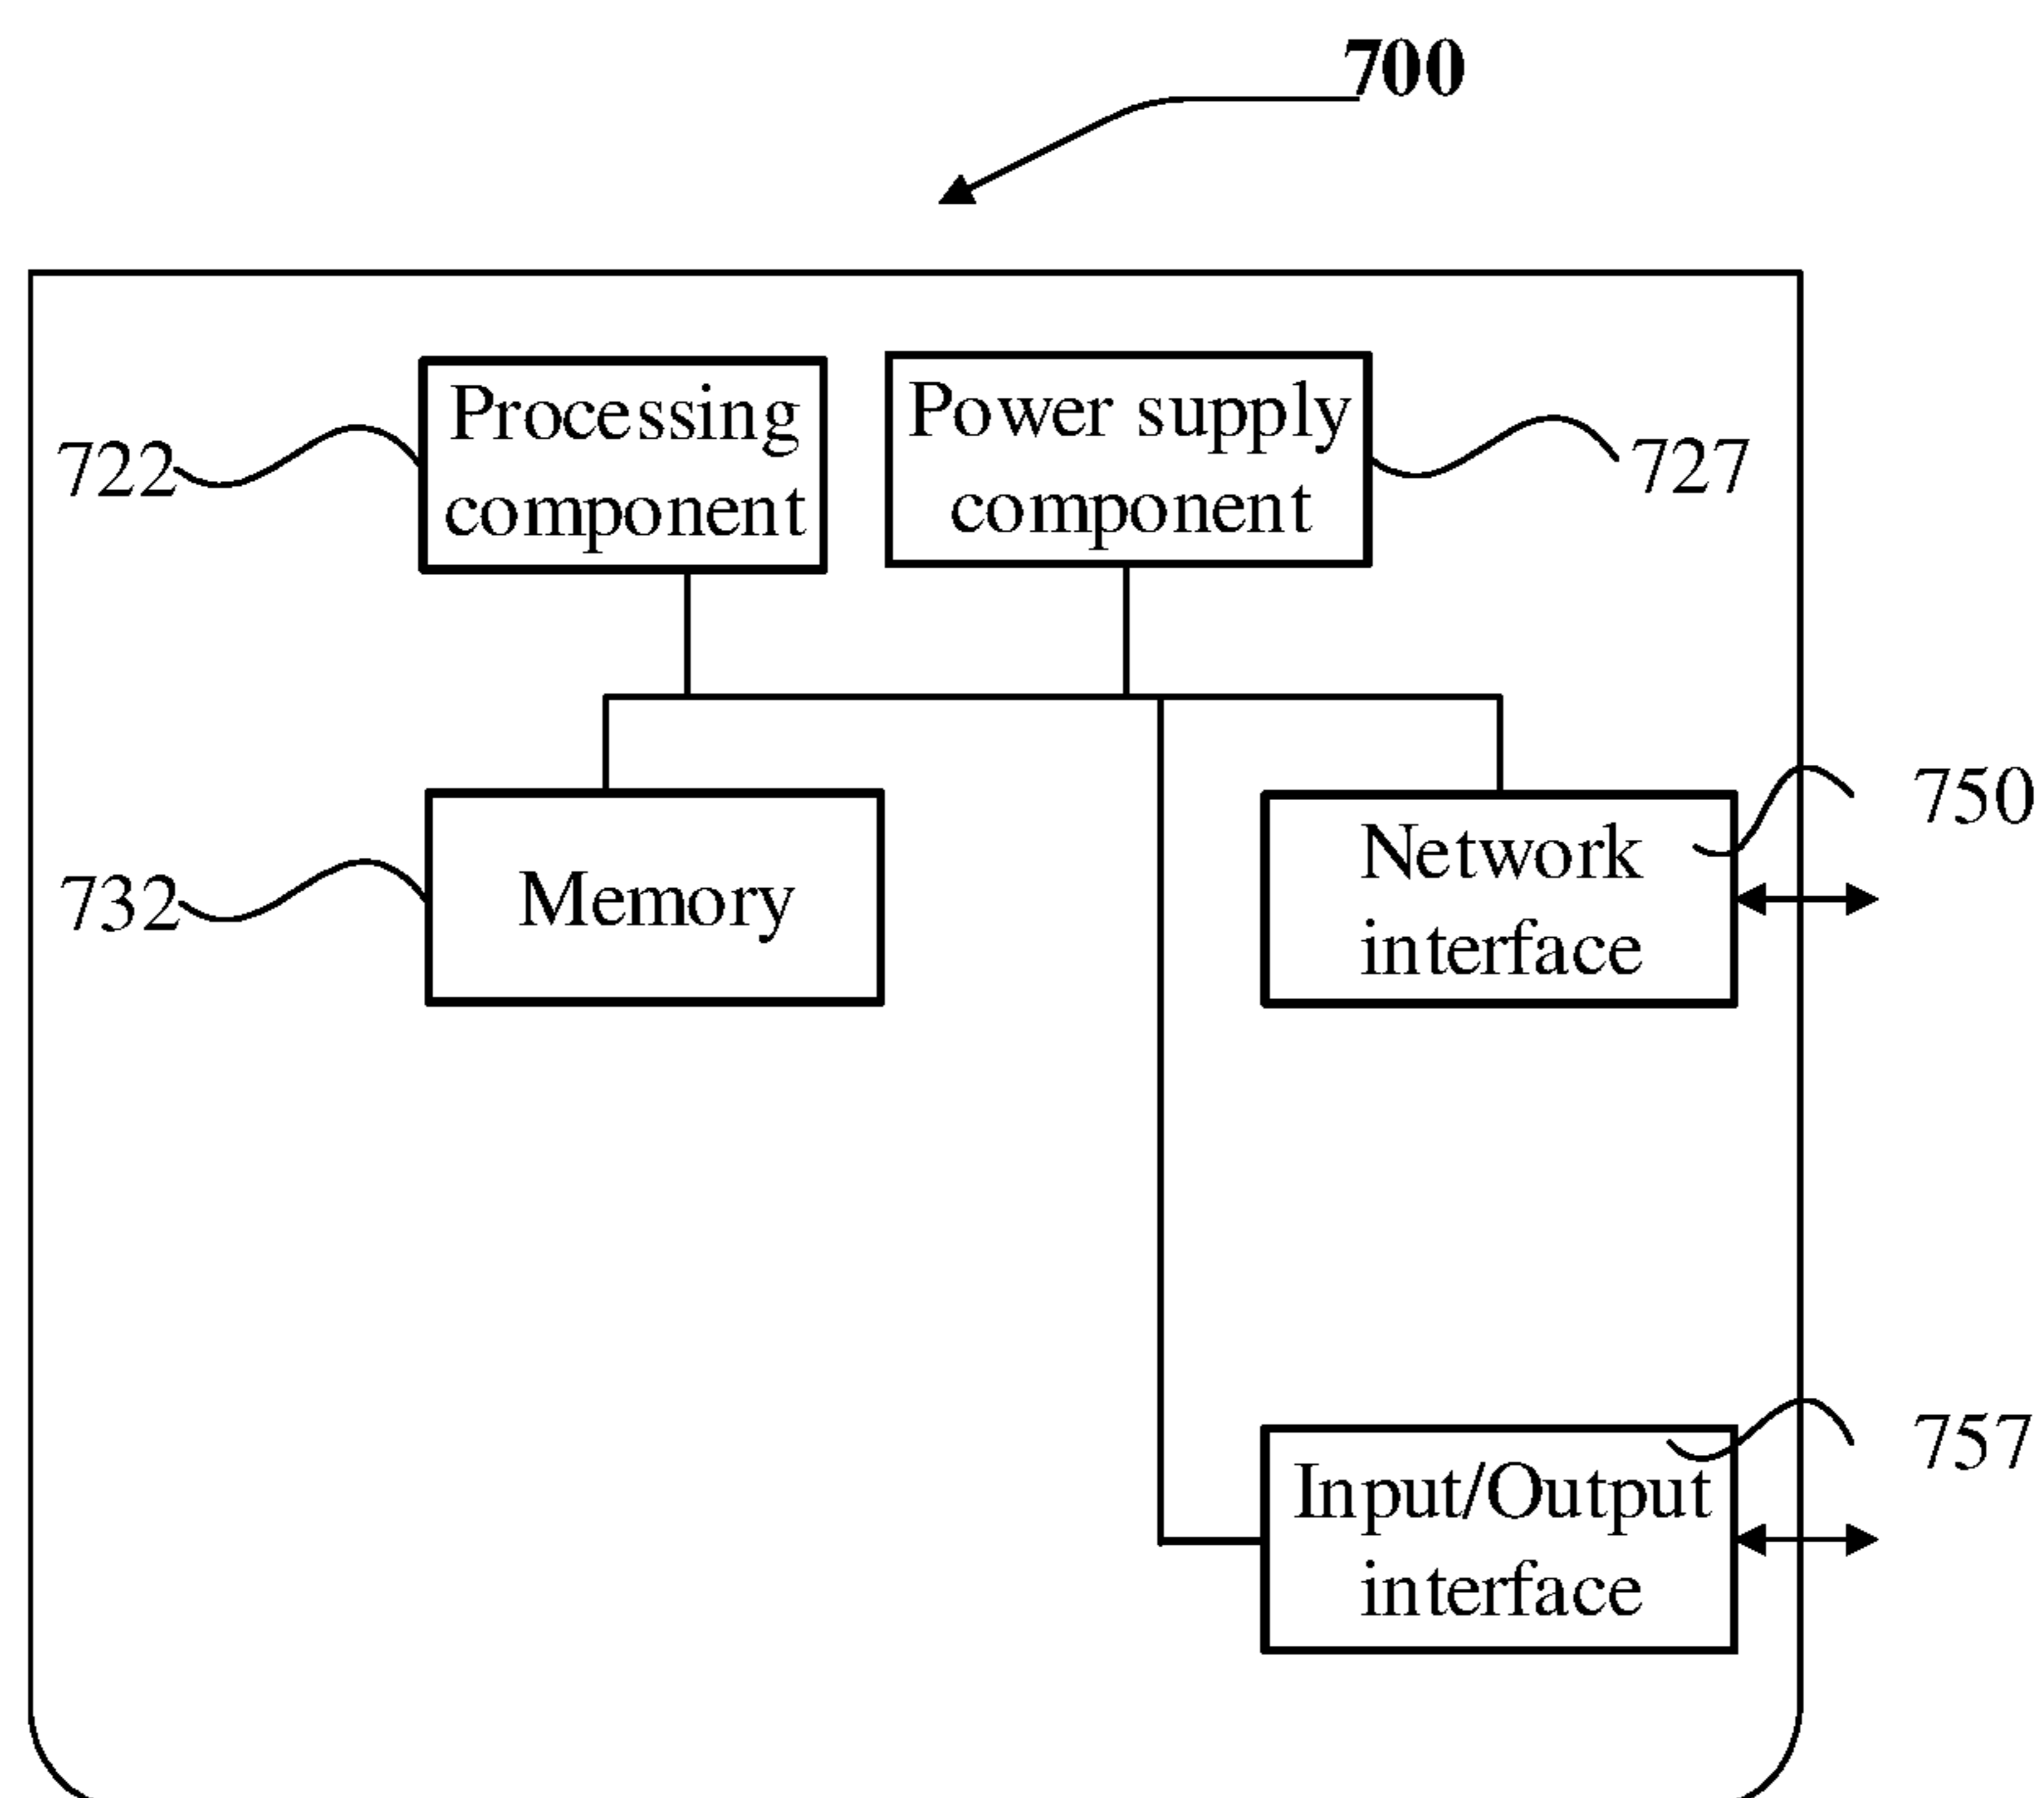 700
Processing
component
Power supply
component
722
727
Memory
732
Network
interface
750
Input/Output
interface
757